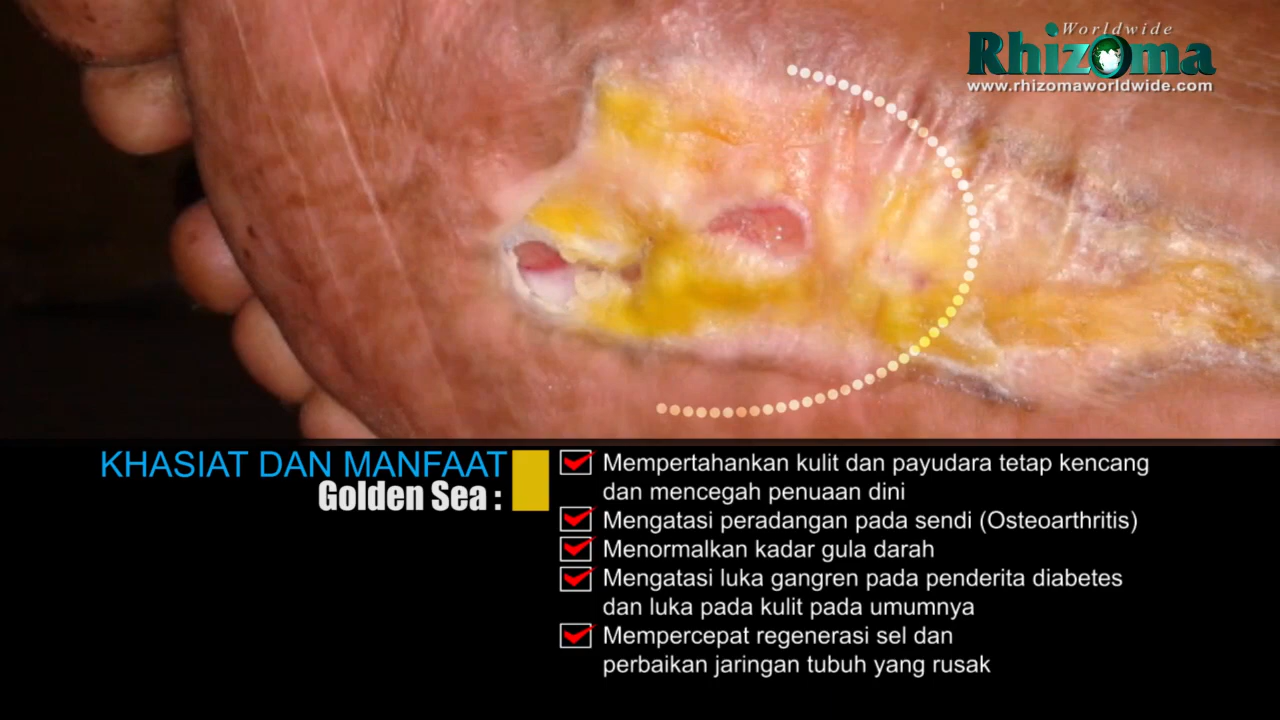 Worldwide
Rhizoma
www.rhizomaworldwide.com
KHASIAT DAN MANFAAT
Golden Sea :
Mempertahankan kulit dan payudara tetap kencang
dan mencegah penuaan dini
Mengatasi peradangan pada sendi (Osteoarthritis)
Menormalkan kadar gula darah
Mengatasi luka gangren pada penderita diabetes
dan luka pada kulit pada umumnya
Mempercepat regenerasi sel dan
perbaikan jaringan tubuh yang rusak